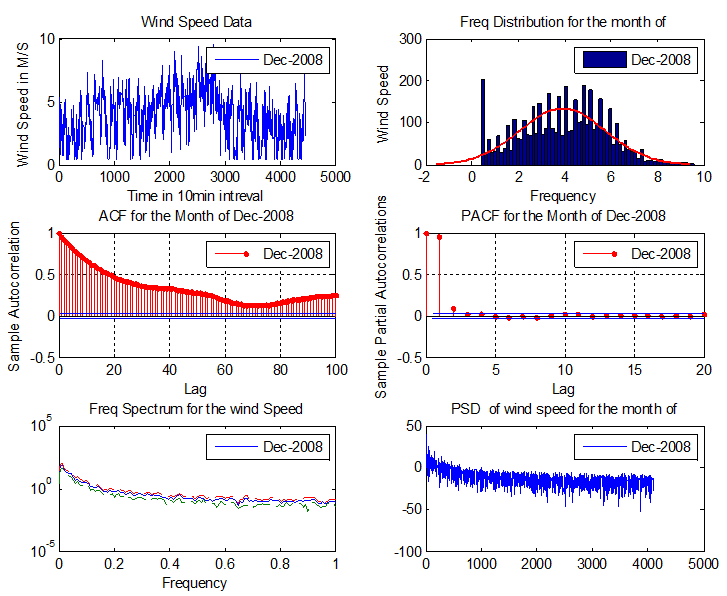 Wind Speed Data
Wind Speed in M/S
10
5
0
Dec-2008
0 1000 2000 3000 4000 5000
Time in 10min intreval
Freq Distribution for the month of
Wind Speed
300
200
100
0
Dec-2008
-2 0 2 4 6 8 10
Frequency
ACF for the Month of Dec-2008
Sample Autocorrelation
1
0.5
0
-0.5
Dec-2008
0 20 40 60 80 100
Lag
PACF for the Month of Dec-2008
Sample Partial Autocorrelations
1
0.5
0
-0.5
Dec-2008
0 5 10 15 20
Lag
Freq Spectrum for the wind Speed
10^5
10^0
10^-5
Dec-2008
0 0.2 0.4 0.6 0.8 1
Frequency
PSD of wind speed for the month of
50
0
-50
-100
Dec-2008
0 1000 2000 3000 4000 5000